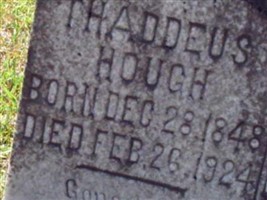 THADDEUS
HOUGH
BORN DEC. 28. 1848
DIED FEB. 26. 1924